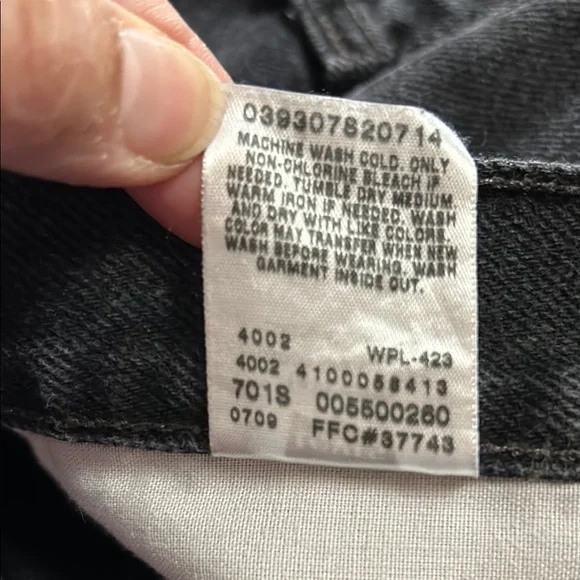 039307820714
MACHINE WASH COLD. ONLY
NON-CHLORINE BLEACH IF
NEEDED. TUMBLE DRY MEDIUM
WARM IRON IF NEEDED. WASH
AND DRY WITH LIKE COLORS
COLOR MAY TRANSFER WHEN NEW
WASH BEFORE WEARING. WASH
GARMENT INSIDE OUT.
4002 WPL-423
4002 4100058413
701S 005500260
0709 FFC#37743